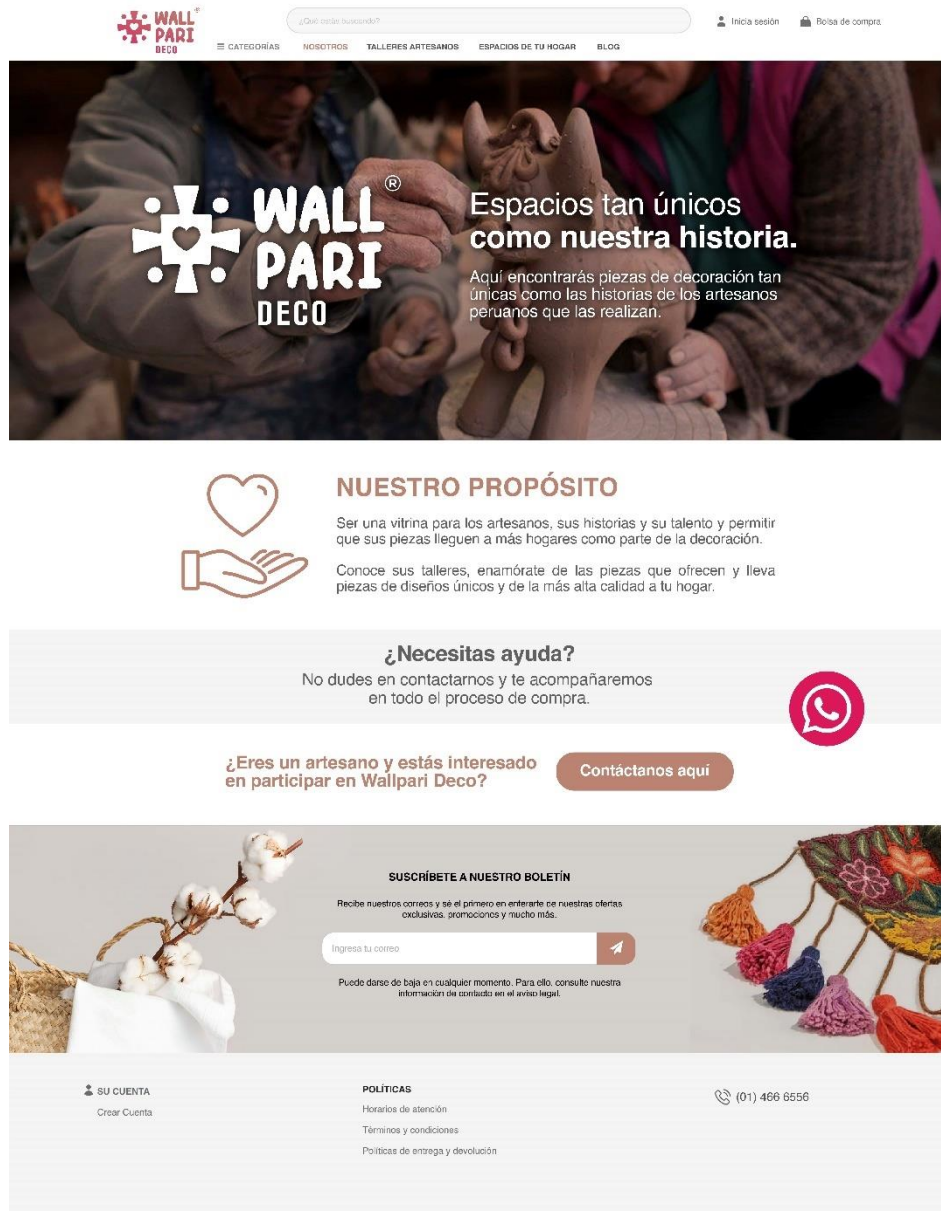 WALL
PARI
DECO
¿Qué estás buscando?
Inicia sesión
Bolsa de compra
CATEGORÍAS
NOSOTROS
TALLERES ARTESANOS
ESPACIOS DE TU HOGAR
BLOG
WALL ®
PARI
DECO
Espacios tan únicos
como nuestra historia.
Aquí encontrarás piezas de decoración tan
únicas como las historias de los artesanos
peruanos que las realizan.
NUESTRO PROPÓSITO
Ser una vitrina para los artesanos, sus historias y su talento y permitir
que sus piezas lleguen a más hogares como parte de la decoración.
Conoce sus talleres, enamórate de las piezas que ofrecen y lleva
piezas de diseños únicos y de la más alta calidad a tu hogar.
¿Necesitas ayuda?
No dudes en contactarnos y te acompañaremos
en todo el proceso de compra.
¿Eres un artesano y estás interesado
en participar en Wallpari Deco?
Contáctanos aquí
SUSCRÍBETE A NUESTRO BOLETÍN
Recibe nuestros correos y sé el primero en enterarte de nuestras ofertas
exclusivas, promociones y mucho más.
Ingresa tu correo
Puede darse de baja en cualquier momento. Para ello, consulte nuestra
información de contacto en el aviso legal.
SU CUENTA
Crear Cuenta
POLÍTICAS
Horarios de atención
Términos y condiciones
Políticas de entrega y devolución
(01) 466 6556